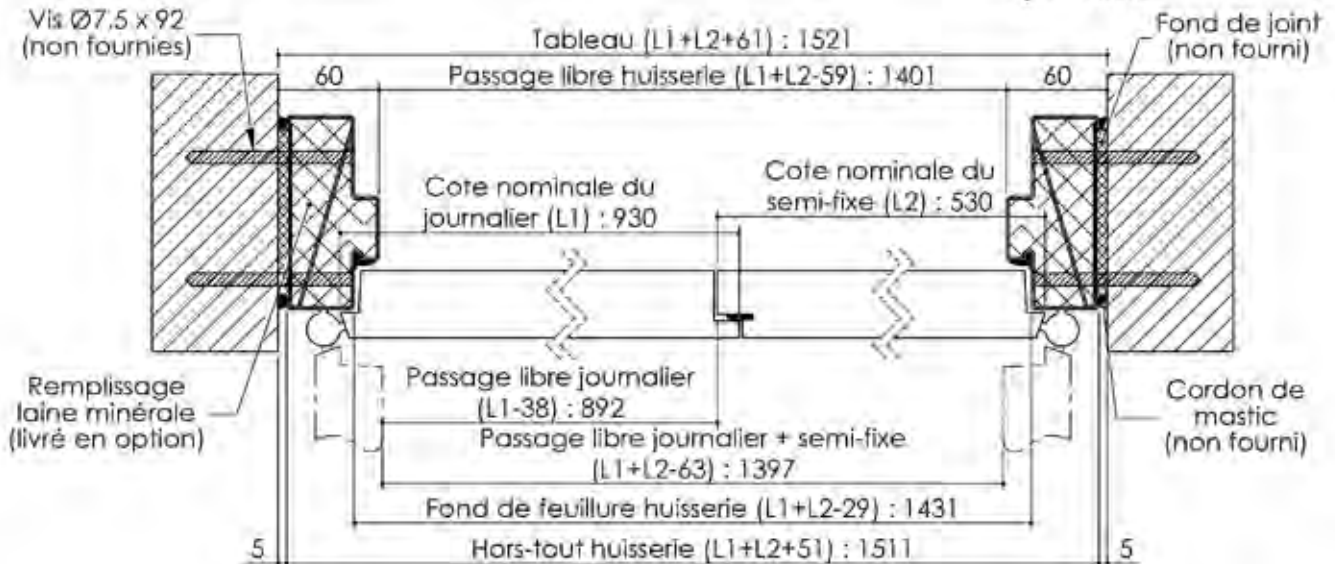 Vis Ø7.5 x 92
(non fournies)
Tableau (L1+L2+61) : 1521
Fond de joint
(non fourni)
60
Passage libre huisserie (L1+L2-59) : 1401
60
Cote nominale du
journalier (L1) : 930
Cote nominale du
semi-fixe (L2) : 530
Remplissage
laine minérale
(livré en option)
Passage libre journalier
(L1-38) : 892
Cordon de
mastic
(non fourni)
Passage libre journalier + semi-fixe
(L1+L2-63) : 1397
Fond de feuillure huisserie (L1+L2-29) : 1431
5
Hors-tout huisserie (L1+L2+51) : 1511
5